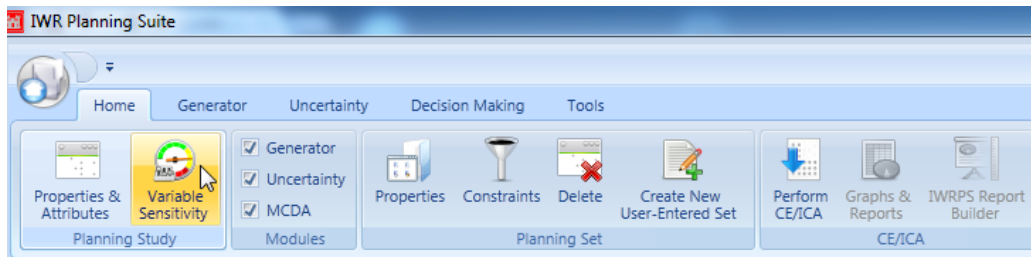 IWR Planning Suite
Home Generator Uncertainty Decision Making Tools
Properties &
Attributes
Variable
Sensitivity
Planning Study
Generator
Uncertainty
MCDA
Modules
Properties
Constraints
Delete
Create New
User-Entered Set
Planning Set
Perform
CE/ICA
Graphs &
Reports
IWRPS Report
Builder
CE/ICA